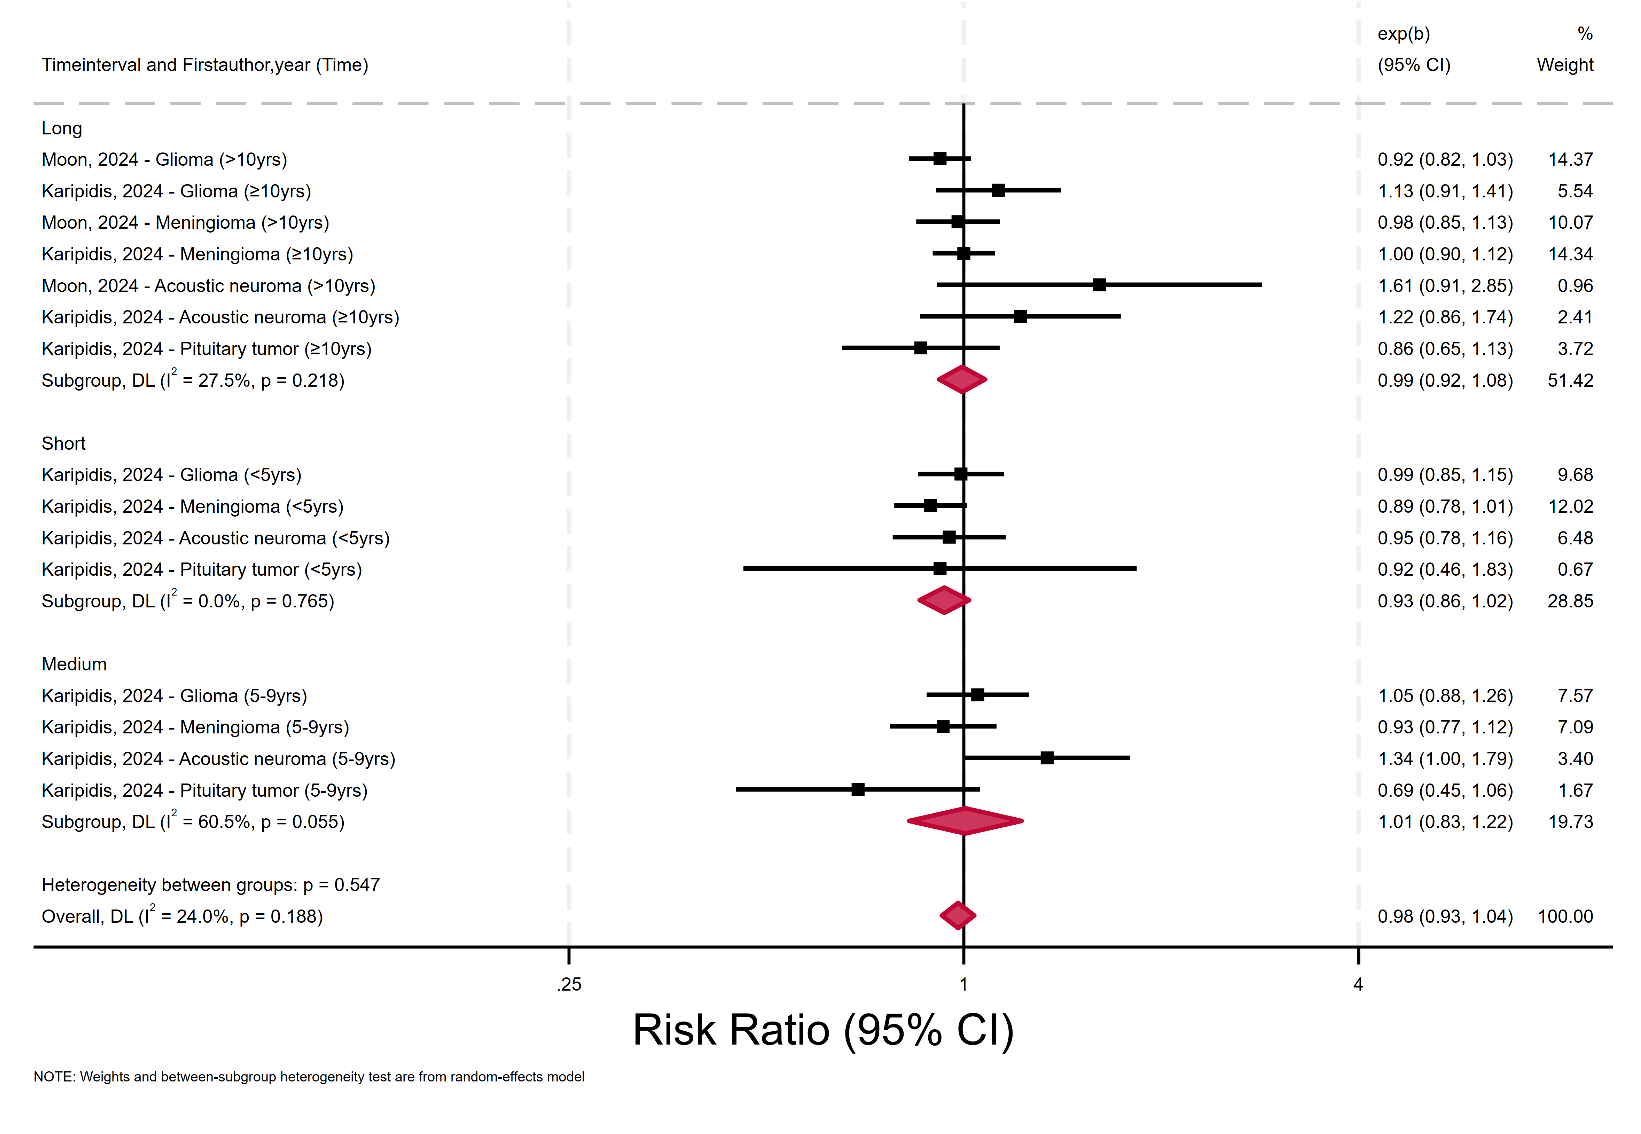 exp(b) %
Timeinterval and Firstauthor,year (Time) (95% CI) Weight
Long
Moon, 2024 - Glioma (>10yrs) 0.92 (0.82, 1.03) 14.37
Karipidis, 2024 - Glioma (≥10yrs) 1.13 (0.91, 1.41) 5.54
Moon, 2024 - Meningioma (>10yrs) 0.98 (0.85, 1.13) 10.07
Karipidis, 2024 - Meningioma (≥10yrs) 1.00 (0.90, 1.12) 14.34
Moon, 2024 - Acoustic neuroma (>10yrs) 1.61 (0.91, 2.85) 0.96
Karipidis, 2024 - Acoustic neuroma (≥10yrs) 1.22 (0.86, 1.74) 2.41
Karipidis, 2024 - Pituitary tumor (≥10yrs) 0.86 (0.65, 1.13) 3.72
Subgroup, DL (I² = 27.5%, p = 0.218) 0.99 (0.92, 1.08) 51.42
Short
Karipidis, 2024 - Glioma (<5yrs) 0.99 (0.85, 1.15) 9.68
Karipidis, 2024 - Meningioma (<5yrs) 0.89 (0.78, 1.01) 12.02
Karipidis, 2024 - Acoustic neuroma (<5yrs) 0.95 (0.78, 1.16) 6.48
Karipidis, 2024 - Pituitary tumor (<5yrs) 0.92 (0.46, 1.83) 0.67
Subgroup, DL (I² = 0.0%, p = 0.765) 0.93 (0.86, 1.02) 28.85
Medium
Karipidis, 2024 - Glioma (5-9yrs) 1.05 (0.88, 1.26) 7.57
Karipidis, 2024 - Meningioma (5-9yrs) 0.93 (0.77, 1.12) 7.09
Karipidis, 2024 - Acoustic neuroma (5-9yrs) 1.34 (1.00, 1.79) 3.40
Karipidis, 2024 - Pituitary tumor (5-9yrs) 0.69 (0.45, 1.06) 1.67
Subgroup, DL (I² = 60.5%, p = 0.055) 1.01 (0.83, 1.22) 19.73
Heterogeneity between groups: p = 0.547
Overall, DL (I² = 24.0%, p = 0.188) 0.98 (0.93, 1.04) 100.00
.25 1 4
Risk Ratio (95% CI)
NOTE: Weights and between-subgroup heterogeneity test are from random-effects model